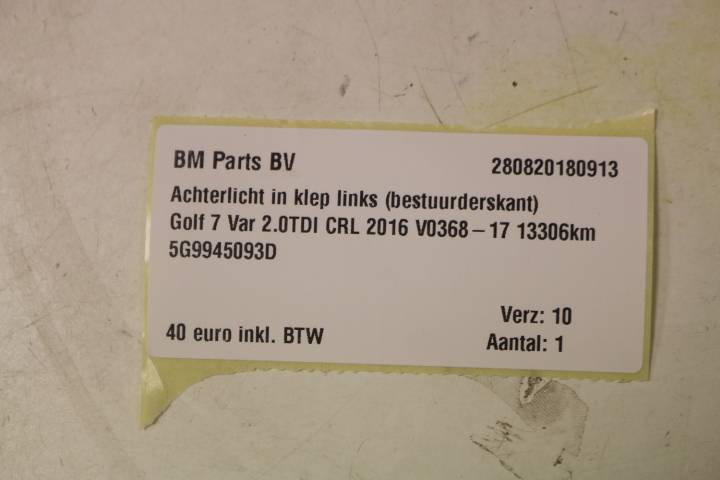 BM Parts BV 280820180913
Achterlicht in klep links (bestuurderskant)
Golf 7 Var 2.0TDI CRL 2016 V0368-17 13306km
5G9945093D
Verz: 10
40 euro inkl. BTW Aantal: 1